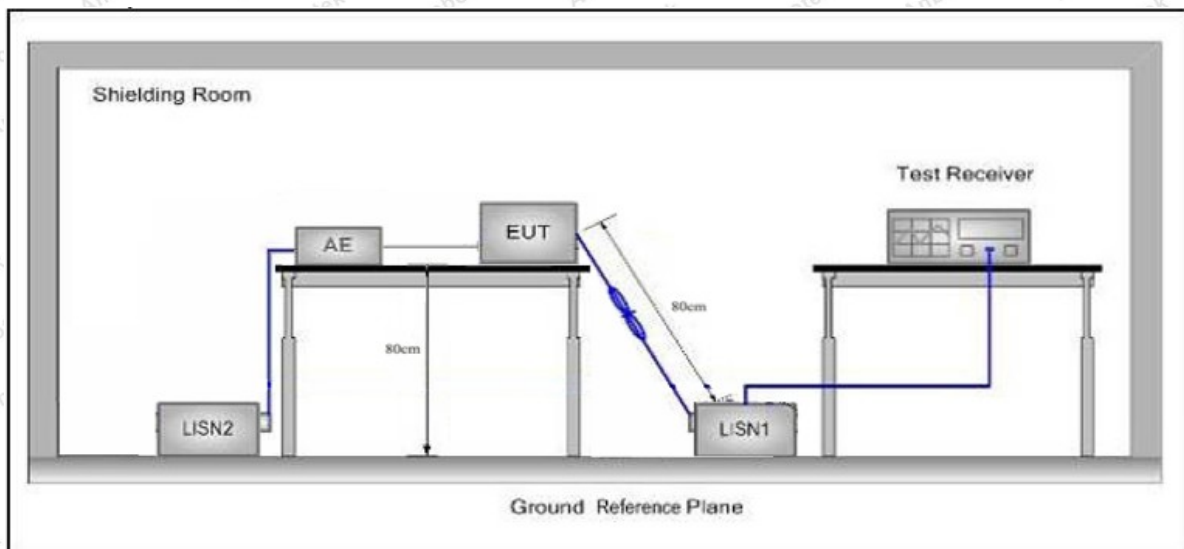 Shielding Room
Test Receiver
AE
EUT
80cm
80cm
LISN2
LISN1
Ground Reference Plane